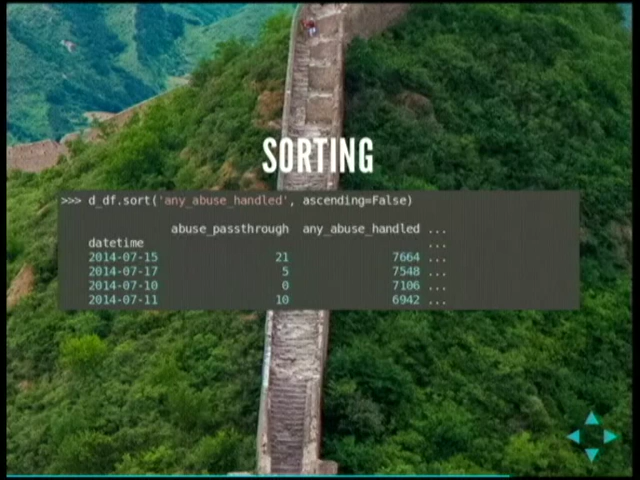 SORTING
>>> d_df.sort('any_abuse_handled', ascending=False)
abuse_passthrough any_abuse_handled ...
datetime ...
2014-07-15 21 7664 ...
2014-07-17 5 7548 ...
2014-07-10 0 7106 ...
2014-07-11 10 6942 ...